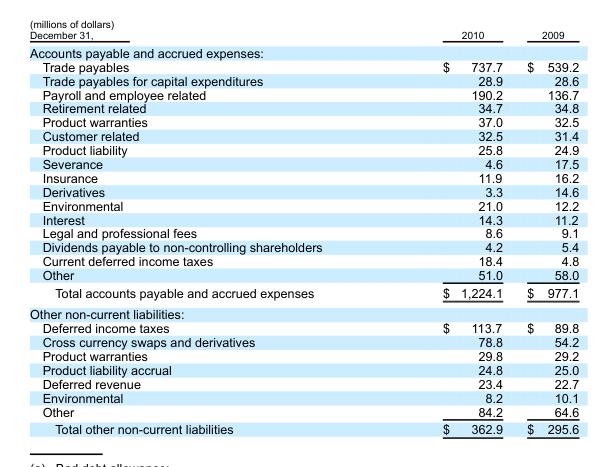 (millions of dollars)
December 31, 2010 2009
Accounts payable and accrued expenses:
Trade payables $ 737.7 $ 539.2
Trade payables for capital expenditures 28.9 28.6
Payroll and employee related 190.2 136.7
Retirement related 34.7 34.8
Product warranties 37.0 32.5
Customer related 32.5 31.4
Product liability 25.8 24.9
Severance 4.6 17.5
Insurance 11.9 16.2
Derivatives 3.3 14.6
Environmental 21.0 12.2
Interest 14.3 11.2
Legal and professional fees 8.6 9.1
Dividends payable to non-controlling shareholders 4.2 5.4
Current deferred income taxes 18.4 4.8
Other 51.0 58.0
Total accounts payable and accrued expenses $ 1,224.1 $ 977.1
Other non-current liabilities:
Deferred income taxes $ 113.7 $ 89.8
Cross currency swaps and derivatives 78.8 54.2
Product warranties 29.8 29.2
Product liability accrual 24.8 25.0
Deferred revenue 23.4 22.7
Environmental 8.2 10.1
Other 84.2 64.6
Total other non-current liabilities $ 362.9 $ 295.6